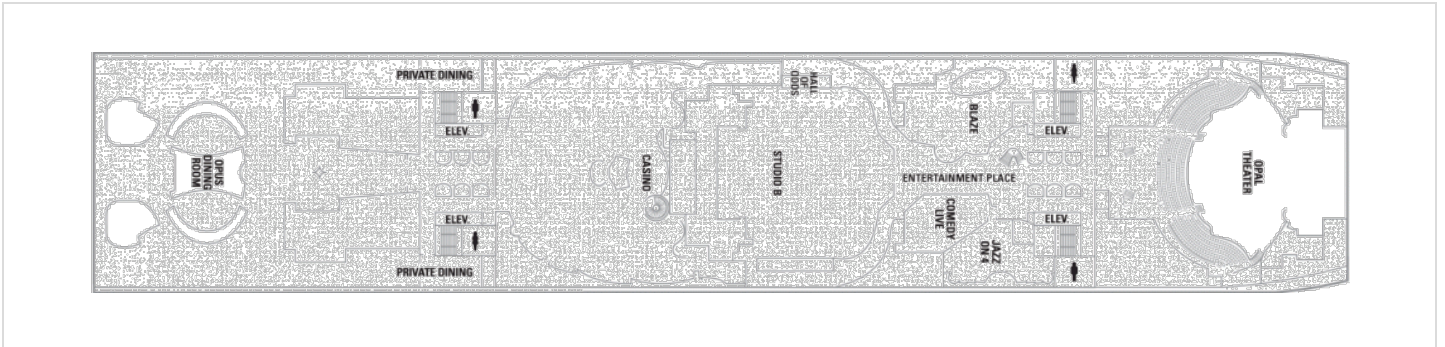 PRIVATE DINING
ELEV.
OPUS
DINING
ROOM
ELEV.
PRIVATE DINING
CASINO
STUDIO B
HALL
OF
ODDS
BLAZE
ELEV.
ENTERTAINMENT PLACE
COMEDY
LIVE
JAZZ
ON 4
ELEV.
OPAL
THEATER